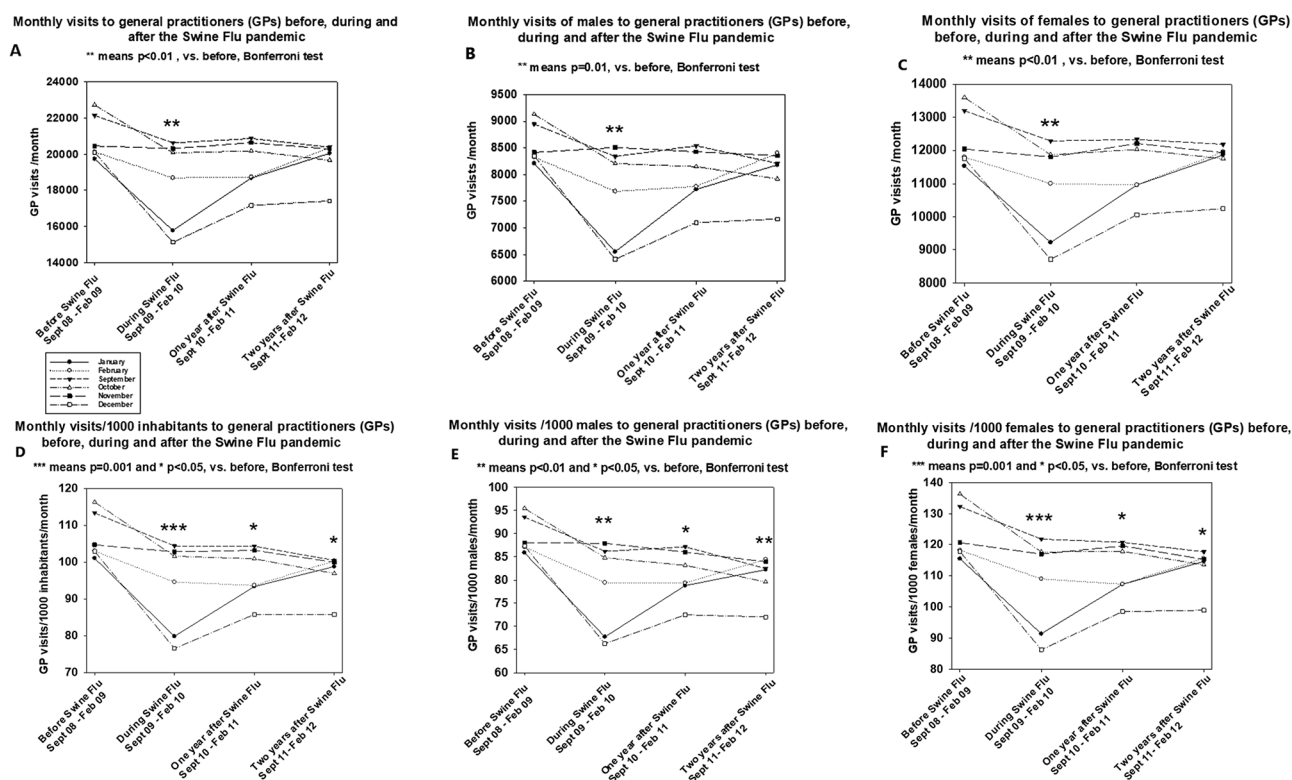 Monthly visits to general practitioners (GPs) before, during and
after the Swine Flu pandemic
A
** means p<0.01 , vs. before, Bonferroni test
GP visits /month
24000
22000
20000
18000
16000
14000
**
Before Swine Flu
Sept 08 - Feb 09
During Swine Flu
Sept 09 - Feb 10
One year after Swine Flu
Sept 10 - Feb 11
Two years after Swine Flu
Sept 11- Feb 12
January
February
September
October
November
December
Monthly visits of males to general practitioners (GPs) before,
during and after the Swine Flu pandemic
B
** means p=0.01, vs. before, Bonferroni test
GP visists /month
9500
9000
8500
8000
7500
7000
6500
6000
**
Before Swine Flu
Sept 08 - Feb 09
During Swine Flu
Sept 09 - Feb 10
One year after Swine Flu
Sept 10 - Feb 11
Two years after Swine Flu
Sept 11- Feb 12
Monthly visits of females to general practitioners (GPs)
before, during and after the Swine Flu pandemic
C
** means p<0.01 , vs. before, Bonferroni test
GP visists /month
14000
13000
12000
11000
10000
9000
8000
**
Before Swine Flu
Sept 08 - Feb 09
During Swine Flu
Sept 09 - Feb 10
One year after Swine Flu
Sept 10 - Feb 11
Two years after Swine Flu
Sept 11- Feb 12
Monthly visits/1000 inhabitants to general practitioners (GPs)
before, during and after the Swine Flu pandemic
D
*** means p=0.001 and * p<0.05, vs. before, Bonferroni test
GP visits/1000 inhabitants/month
120
110
100
90
80
70
***
*
*
Before Swine Flu
Sept 08 - Feb 09
During Swine Flu
Sept 09 - Feb 10
One year after Swine Flu
Sept 10 - Feb 11
Two years after Swine Flu
Sept 11- Feb 12
Monthly visits /1000 males to general practitioners (GPs) before,
during and after the Swine Flu pandemic
E
** means p<0.01 and * p<0.05, vs. before, Bonferroni test
GP visits/1000 males/month
100
95
90
85
80
75
70
65
60
**
*
**
Before Swine Flu
Sept 08 - Feb 09
During Swine Flu
Sept 09 - Feb 10
One year after Swine Flu
Sept 10 - Feb 11
Two years after Swine Flu
Sept 11- Feb 12
Monthly visits /1000 females to general practitioners (GPs) before,
during and after the Swine Flu pandemic
F
*** means p=0.001 and * p<0.05, vs. before, Bonferroni test
GP visits/1000 females/month
140
130
120
110
100
90
80
***
*
*
Before Swine Flu
Sept 08 - Feb 09
During Swine Flu
Sept 09 - Feb 10
One year after Swine Flu
Sept 10 - Feb 11
Two years after Swine Flu
Sept 11- Feb 12